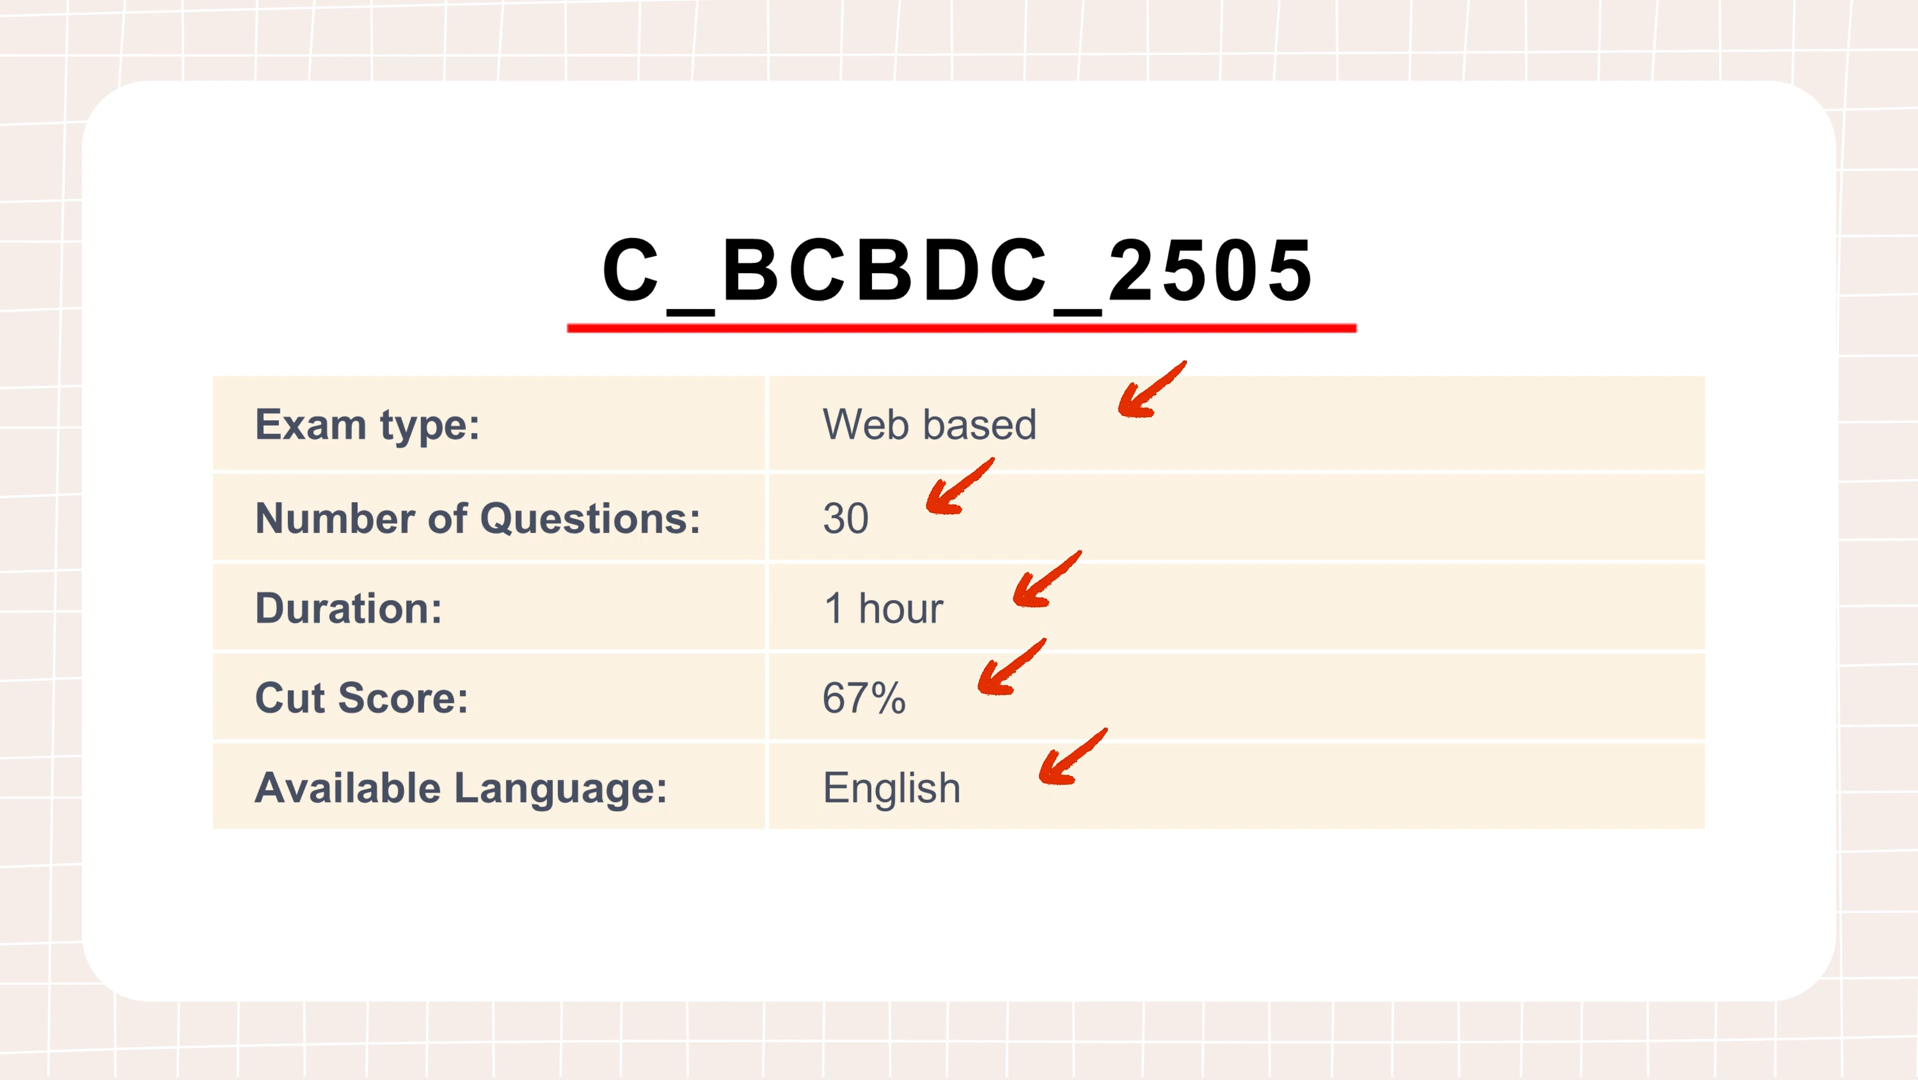 C_BCBDC_2505
Exam type: Web based
Number of Questions: 30
Duration: 1 hour
Cut Score: 67%
Available Language: English